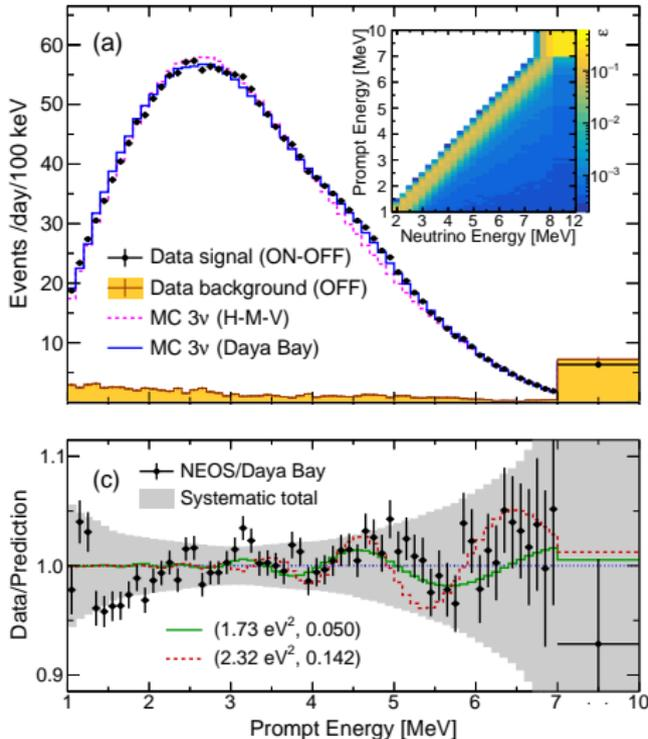 (a)
Events /day/100 keV
60
50
40
30
20
10
Data signal (ON-OFF)
Data background (OFF)
MC 3ν (H-M-V)
MC 3ν (Daya Bay)
Prompt Energy [MeV]
10
9
8
7
6
5
4
3
2
1
2 3 4 5 6 7 8 12
Neutrino Energy [MeV]
ε
10⁻¹
10⁻²
10⁻³
(c)
Data/Prediction
1.1
1.0
0.9
NEOS/Daya Bay
Systematic total
(1.73 eV², 0.050)
(2.32 eV², 0.142)
1 2 3 4 5 6 7 10
Prompt Energy [MeV]